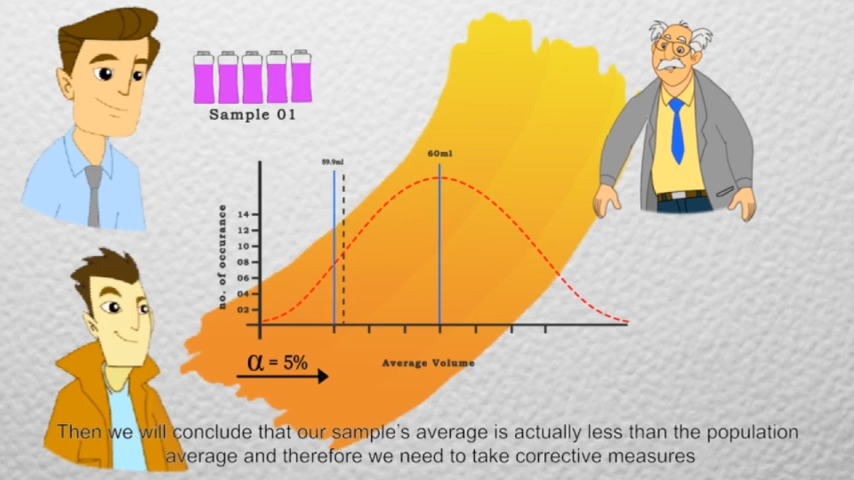 Sample 01
60ml
59.9ml
no. of occurance
14
12
10
08
06
04
02
α = 5%
Average Volume
Then we will conclude that our sample's average is actually less than the population
average and therefore we need to take corrective measures